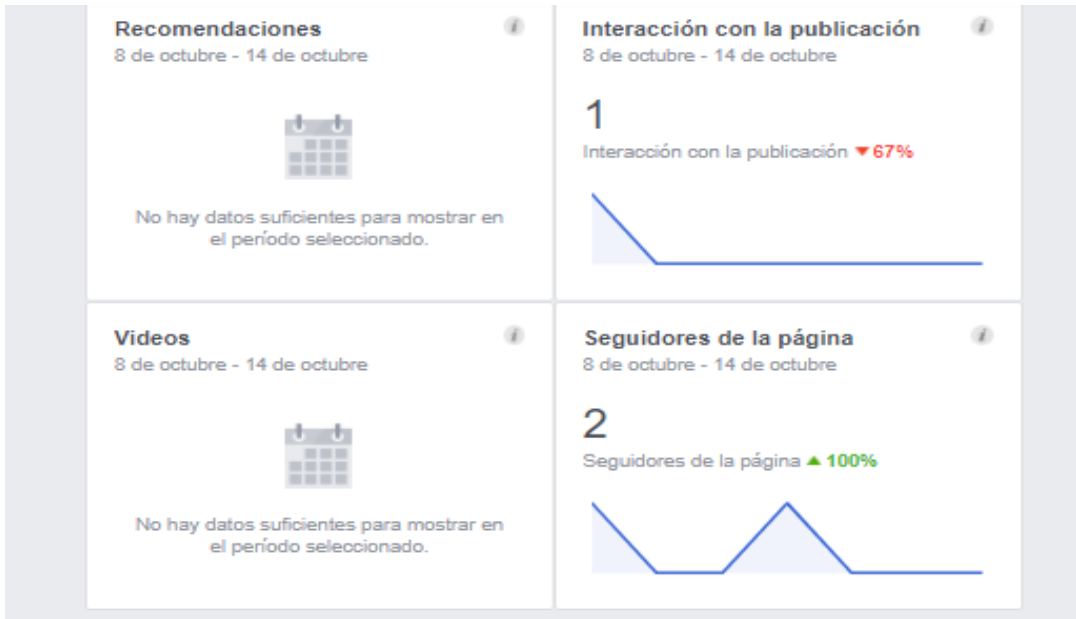 Recomendaciones
8 de octubre - 14 de octubre
No hay datos suficientes para mostrar en
el período seleccionado.
Interacción con la publicación
8 de octubre - 14 de octubre
1
Interacción con la publicación ▼67%
Videos
8 de octubre - 14 de octubre
No hay datos suficientes para mostrar en
el período seleccionado.
Seguidores de la página
8 de octubre - 14 de octubre
2
Seguidores de la página ▲ 100%